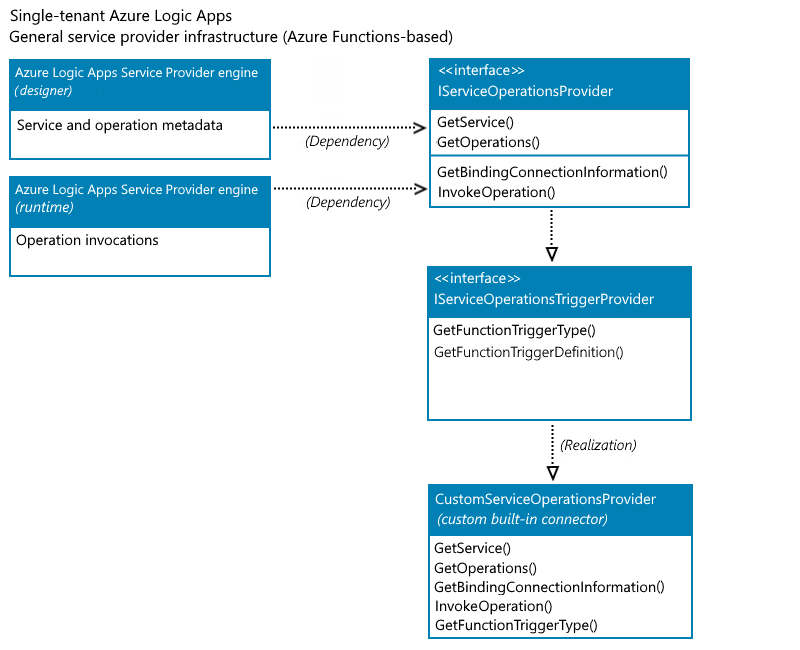 Single-tenant Azure Logic Apps
General service provider infrastructure (Azure Functions-based)
Azure Logic Apps Service Provider engine
(designer)
Service and operation metadata
(Dependency)
<<interface>>
IServiceOperationsProvider
GetService()
GetOperations()
GetBindingConnectionInformation()
InvokeOperation()
Azure Logic Apps Service Provider engine
(runtime)
Operation invocations
(Dependency)
<<interface>>
IServiceOperationsTriggerProvider
GetFunctionTriggerType()
GetFunctionTriggerDefinition()
(Realization)
CustomServiceOperationsProvider
(custom built-in connector)
GetService()
GetOperations()
GetBindingConnectionInformation()
InvokeOperation()
GetFunctionTriggerType()